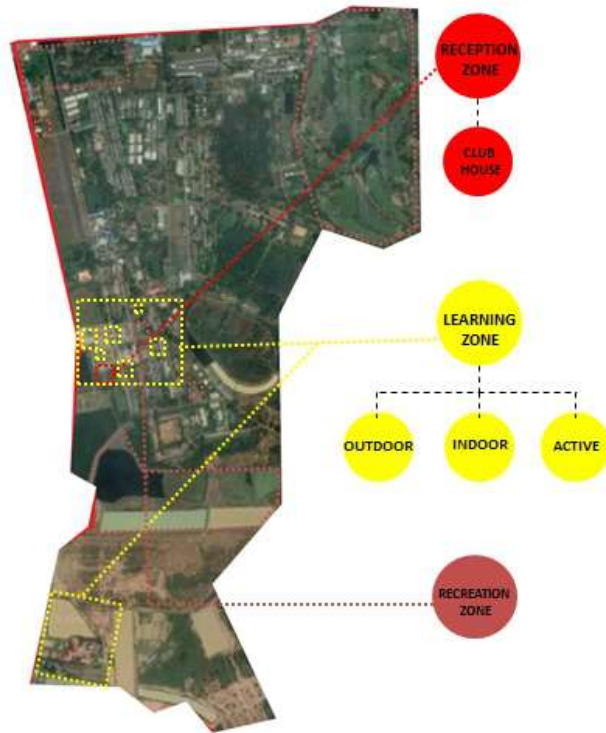 RECEPTION
ZONE
CLUB
HOUSE
LEARNING
ZONE
OUTDOOR
INDOOR
ACTIVE
RECREATION
ZONE